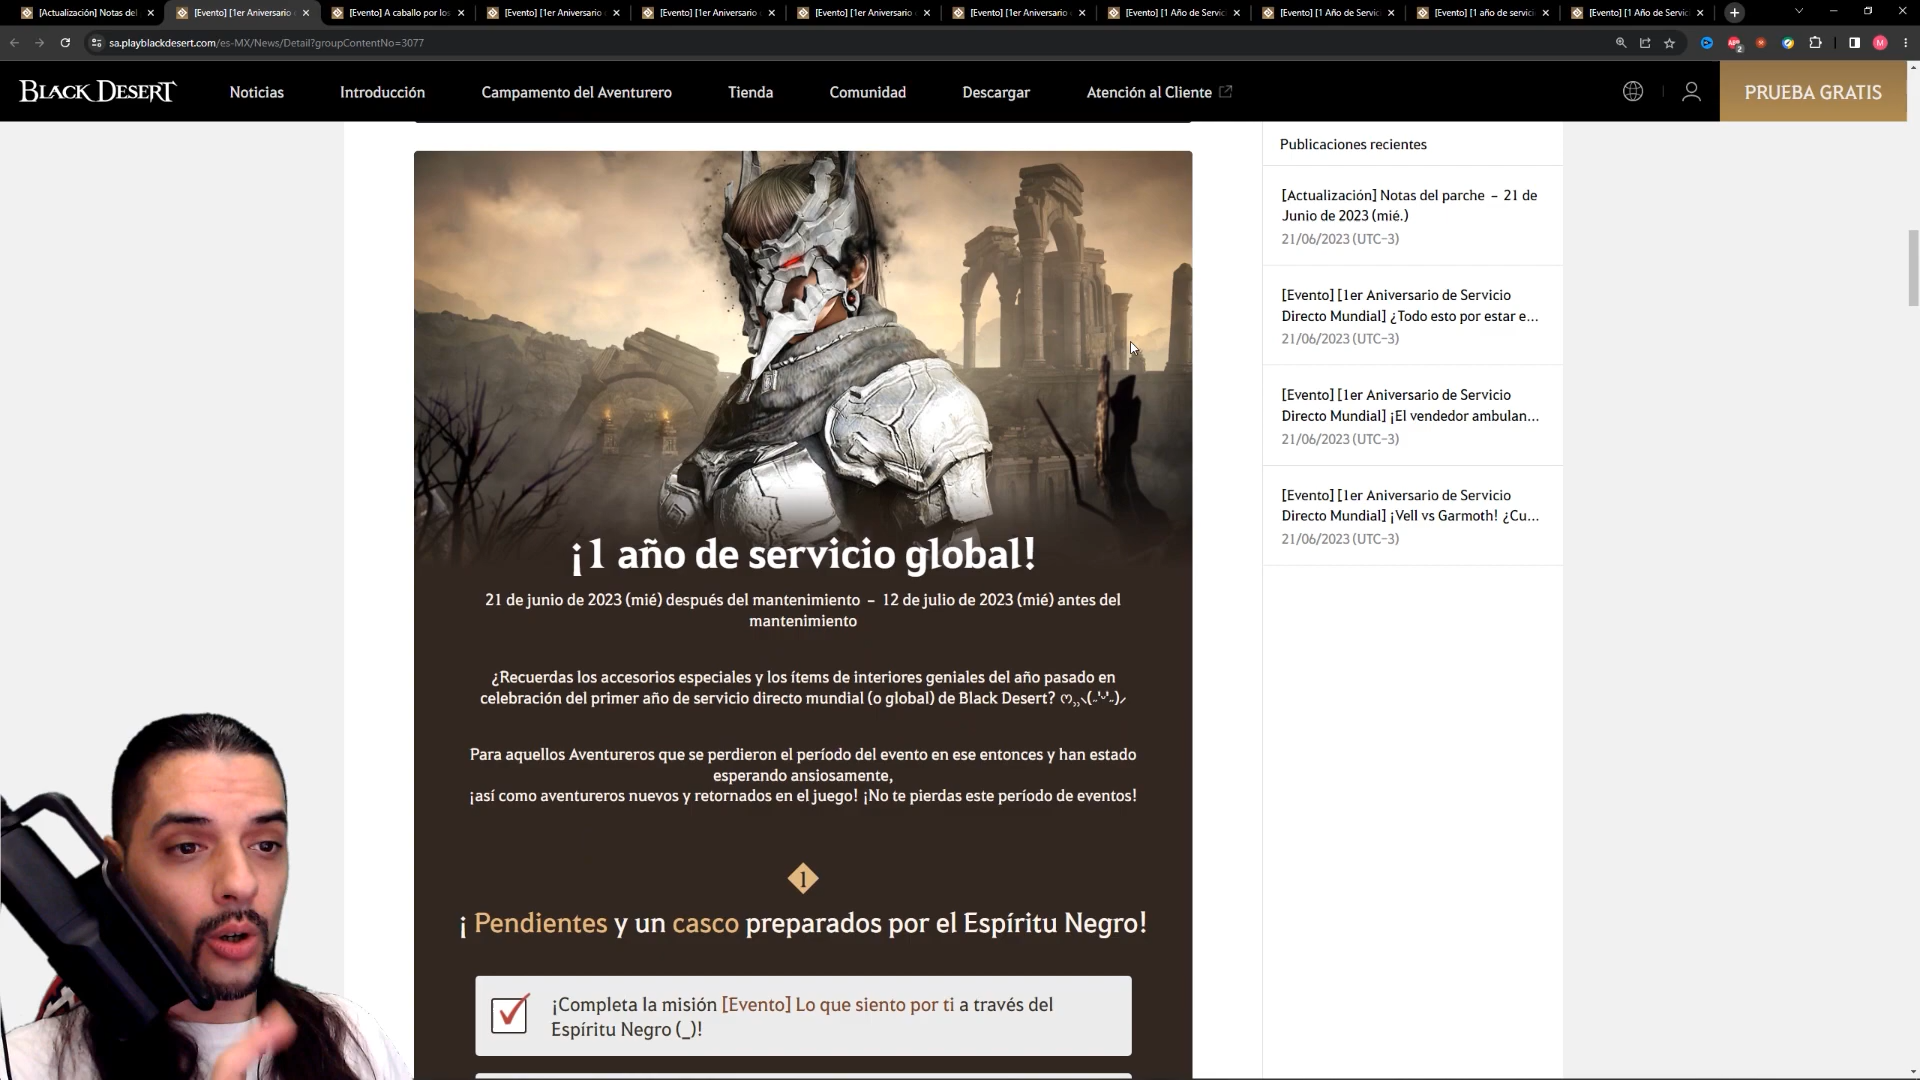 [Actualización] Notas del
[Evento] [1er Aniversario
[Evento] A caballo por los
[Evento] [1er Aniversario
[Evento] [1er Aniversario
[Evento] [1er Aniversario
[Evento] [1er Aniversario
[Evento] [1 Año de Servic
[Evento] [1 Año de Servic
[Evento] [1 año de servic
[Evento] [1 Año de Servic
sa.playblackdesert.com/es-MX/News/Detail?groupContentNo=3077
BLACK DESERT
Noticias
Introducción
Campamento del Aventurero
Tienda
Comunidad
Descargar
Atención al Cliente
PRUEBA GRATIS
¡1 año de servicio global!
21 de junio de 2023 (mié) después del mantenimiento – 12 de julio de 2023 (mié) antes del
mantenimiento
¿Recuerdas los accesorios especiales y los ítems de interiores geniales del año pasado en
celebración del primer año de servicio directo mundial (o global) de Black Desert?
Para aquellos Aventureros que se perdieron el período del evento en ese entonces y han estado
esperando ansiosamente,
¡así como aventureros nuevos y retornados en el juego! ¡No te pierdas este período de eventos!
1
¡ Pendientes y un casco preparados por el Espíritu Negro!
¡Completa la misión [Evento] Lo que siento por ti a través del
Espíritu Negro (_)!
Publicaciones recientes
[Actualización] Notas del parche – 21 de
Junio de 2023 (mié.)
21/06/2023 (UTC-3)
[Evento] [1er Aniversario de Servicio
Directo Mundial] ¿Todo esto por estar e...
21/06/2023 (UTC-3)
[Evento] [1er Aniversario de Servicio
Directo Mundial] ¡El vendedor ambulan...
21/06/2023 (UTC-3)
[Evento] [1er Aniversario de Servicio
Directo Mundial] ¡Vell vs Garmoth! ¿Cu...
21/06/2023 (UTC-3)